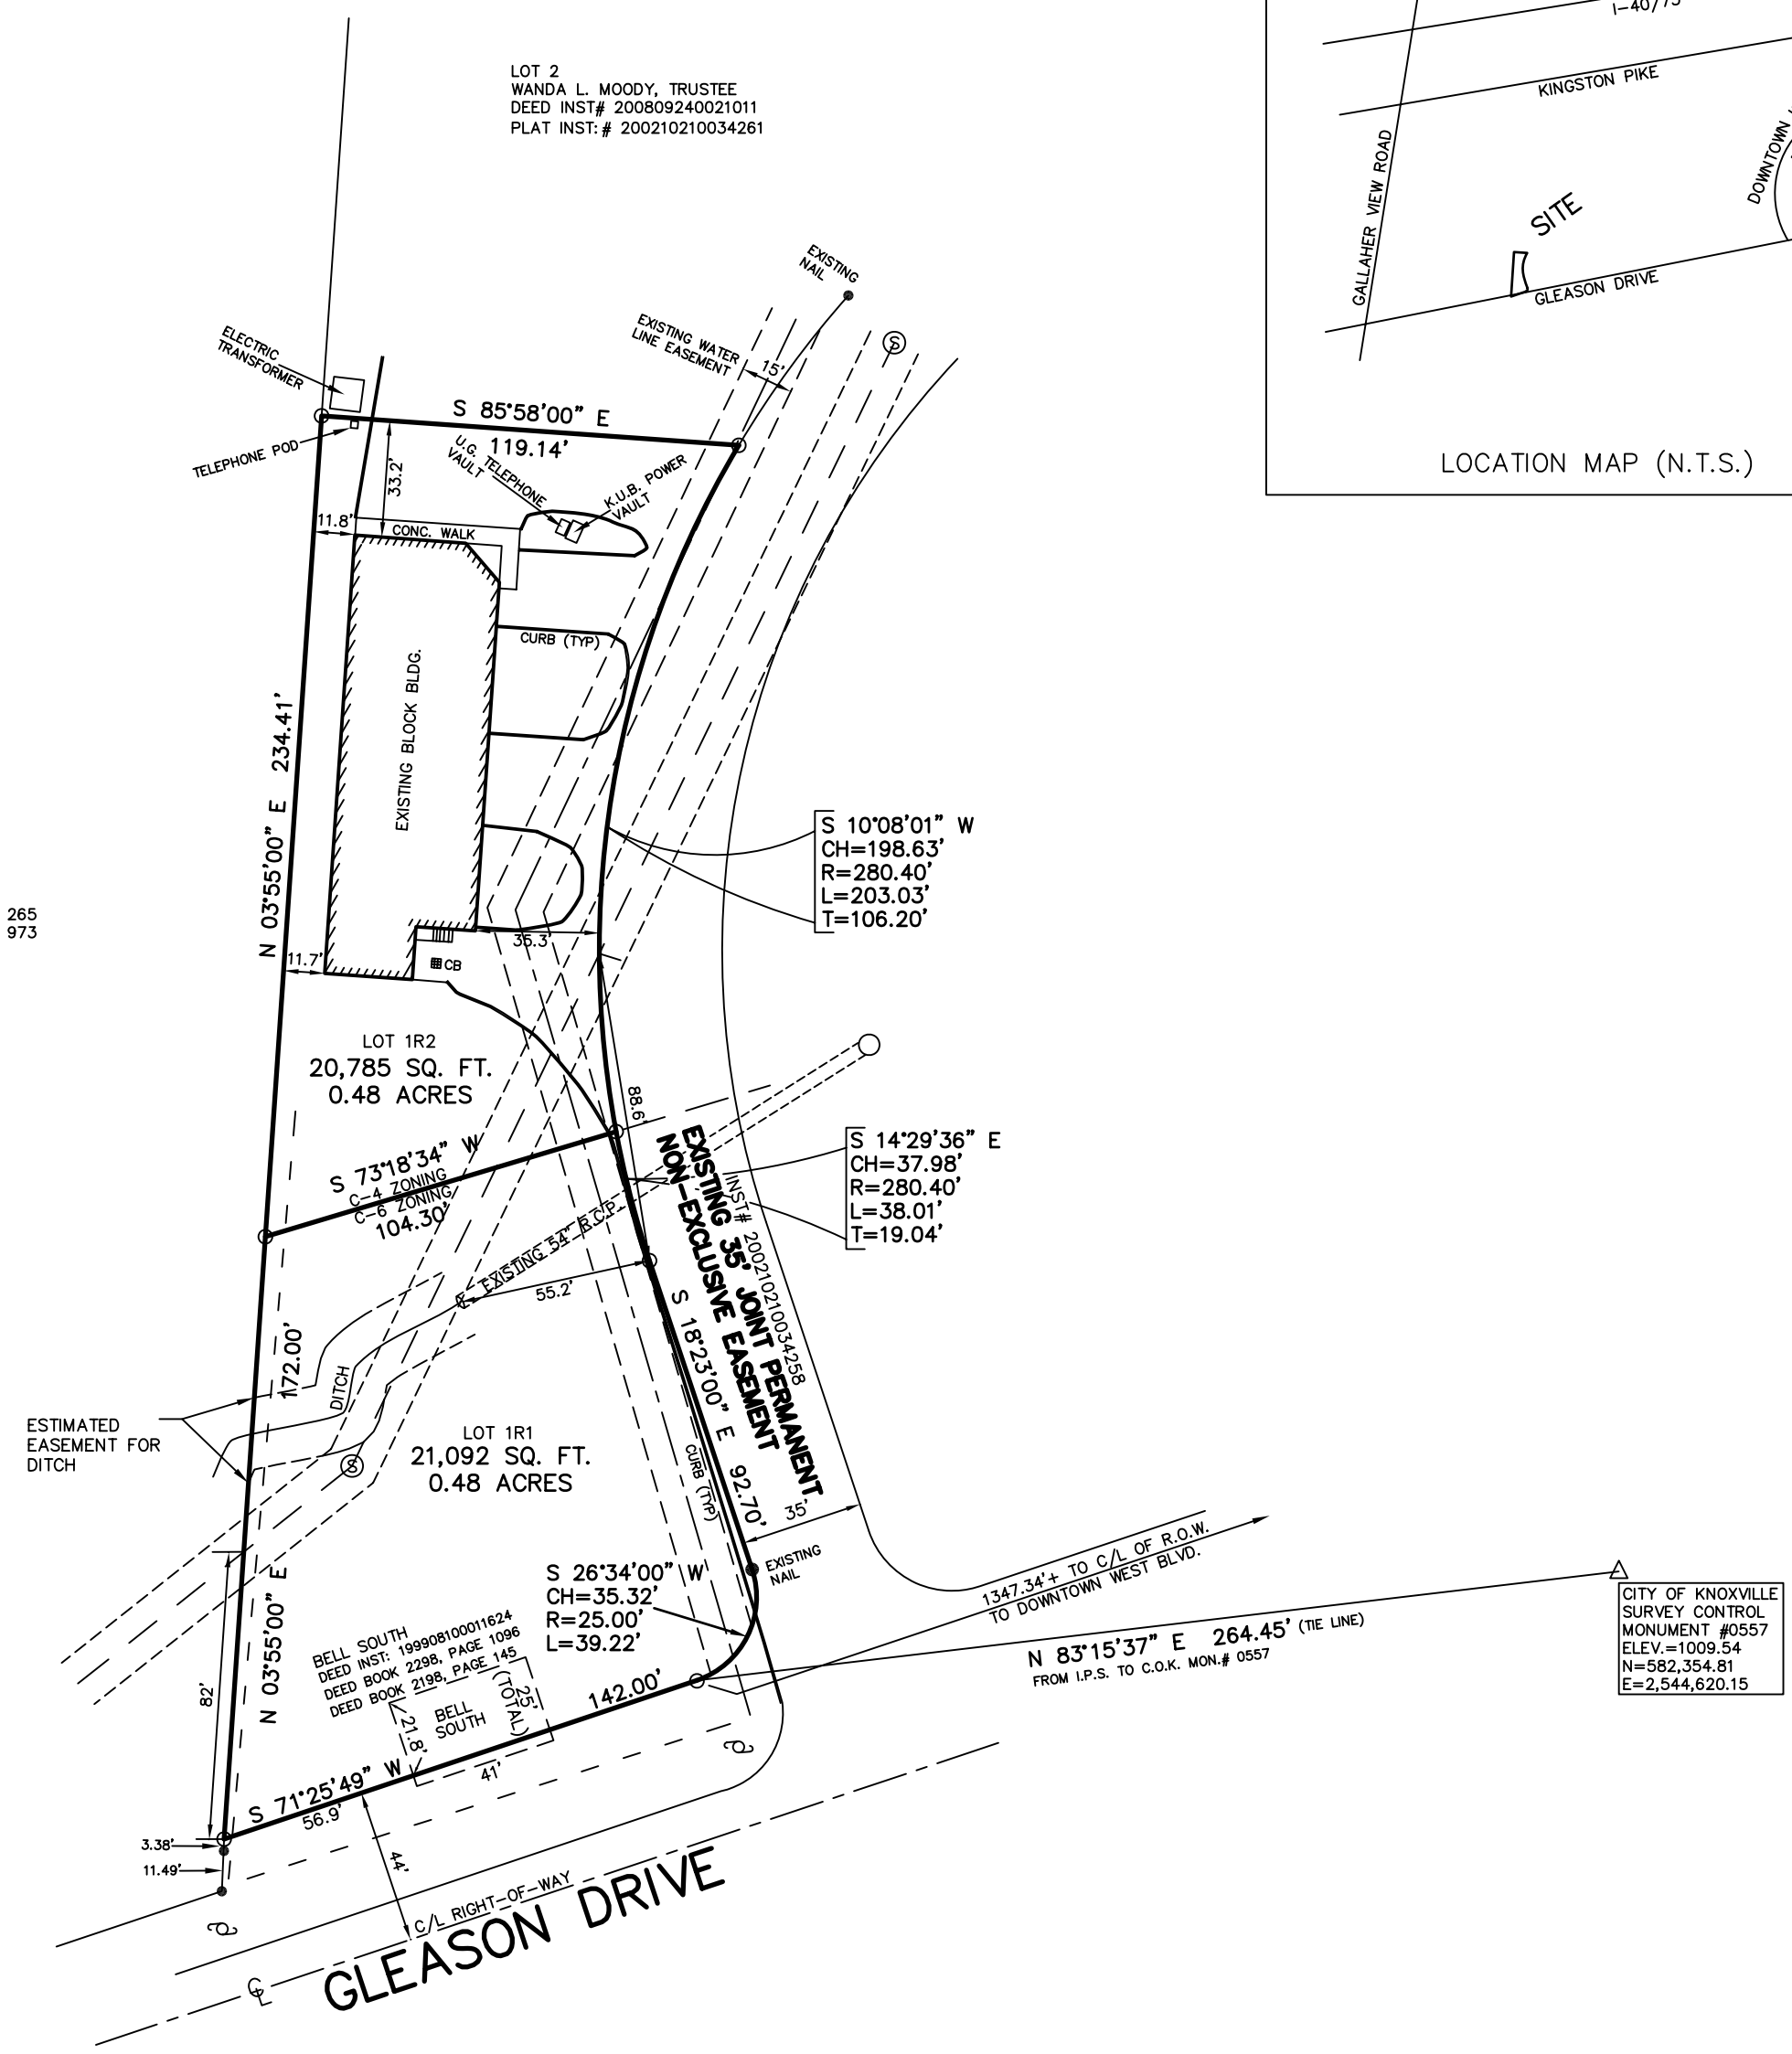 LOT 2
WANDA L. MOODY, TRUSTEE
DEED INST# 200809240021011
PLAT INST:# 200210210034261
I-40/75
KINGSTON PIKE
GALLAHER VIEW ROAD
DOWNTOWN
SITE
GLEASON DRIVE
LOCATION MAP (N.T.S.)
EXISTING
NAIL
EXISTING WATER
LINE EASEMENT
15'
S
ELECTRIC
TRANSFORMER
TELEPHONE POD
S 85°58'00" E
119.14'
U.G. TELEPHONE
VAULT
K.U.B. POWER
VAULT
33.2'
11.8'
CONC. WALK
CURB (TYP)
EXISTING BLOCK BLDG.
N 03°55'00" E 234.41'
S 10°08'01" W
CH=198.63'
R=280.40'
L=203.03'
T=106.20'
265
973
35.3'
11.7'
CB
LOT 1R2
20,785 SQ. FT.
0.48 ACRES
88.6'
S 73°18'34" W
C-4 ZONING
C-6 ZONING
104.30'
S 14°29'36" E
CH=37.98'
R=280.40'
L=38.01'
T=19.04'
EXISTING 54" R.C.P.
55.2'
INST# 200210210034258
EXISTING 35' JOINT PERMANENT
NON-EXCLUSIVE EASEMENT
S 18°23'00" E 92.70'
172.00'
DITCH
ESTIMATED
EASEMENT FOR
DITCH
LOT 1R1
21,092 SQ. FT.
0.48 ACRES
S
CURB (TYP)
35'
EXISTING
NAIL
S 26°34'00" W
CH=35.32'
R=25.00'
L=39.22'
1347.34'+ TO C/L OF R.O.W.
TO DOWNTOWN WEST BLVD.
N 83°15'37" E 264.45' (TIE LINE)
FROM I.P.S. TO C.O.K. MON.# 0557
CITY OF KNOXVILLE
SURVEY CONTROL
MONUMENT #0557
ELEV.=1009.54
N=582,354.81
E=2,544,620.15
N 03°55'00" E
82'
BELL SOUTH
DEED INST: 199908100011624
DEED BOOK 2298, PAGE 1096
DEED BOOK 2198, PAGE 145
BELL
SOUTH
21.8'
25'
(TOTAL)
41'
142.00'
S 71°25'49" W
56.9'
3.38'
11.49'
44'
C/L RIGHT-OF-WAY
GLEASON DRIVE